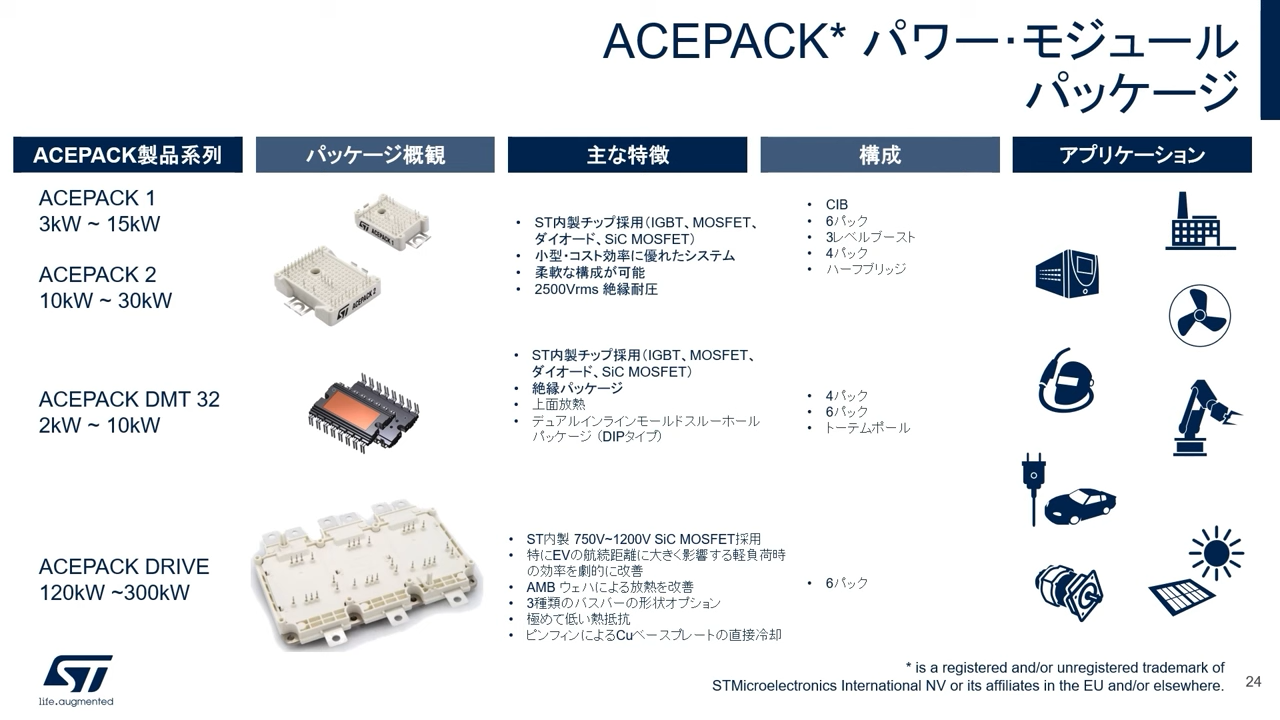 ACEPACK* パワー・モジュール
パッケージ
ACEPACK製品系列
パッケージ概観
主な特徴
構成
アプリケーション
ACEPACK 1
3kW ~ 15kW
ACEPACK 2
10kW ~ 30kW
ACEPACK 1
ACEPACK 2
• ST内製チップ採用（IGBT、MOSFET、
ダイオード、SiC MOSFET）
• 小型・コスト効率に優れたシステム
• 柔軟な構成が可能
• 2500Vrms 絶縁耐圧
• CIB
• 6パック
• 3レベルブースト
• 4パック
• ハーフブリッジ
ACEPACK DMT 32
2kW ~ 10kW
• ST内製チップ採用（IGBT、MOSFET、
ダイオード、SiC MOSFET）
• 絶縁パッケージ
• 上面放熱
• デュアルインラインモールドスルーホール
パッケージ （DIPタイプ）
• 4パック
• 6パック
• トーテムポール
ACEPACK DRIVE
120kW ~300kW
• ST内製 750V~1200V SiC MOSFET採用
• 特にEVの航続距離に大きく影響する軽負荷時
の効率を劇的に改善
• AMB ウェハによる放熱を改善
• 3種類のバスバーの形状オプション
• 極めて低い熱抵抗
• ピンフィンによるCuベースプレートの直接冷却
• 6パック
ST
life.augmented
* is a registered and/or unregistered trademark of
STMicroelectronics International NV or its affiliates in the EU and/or elsewhere.
24